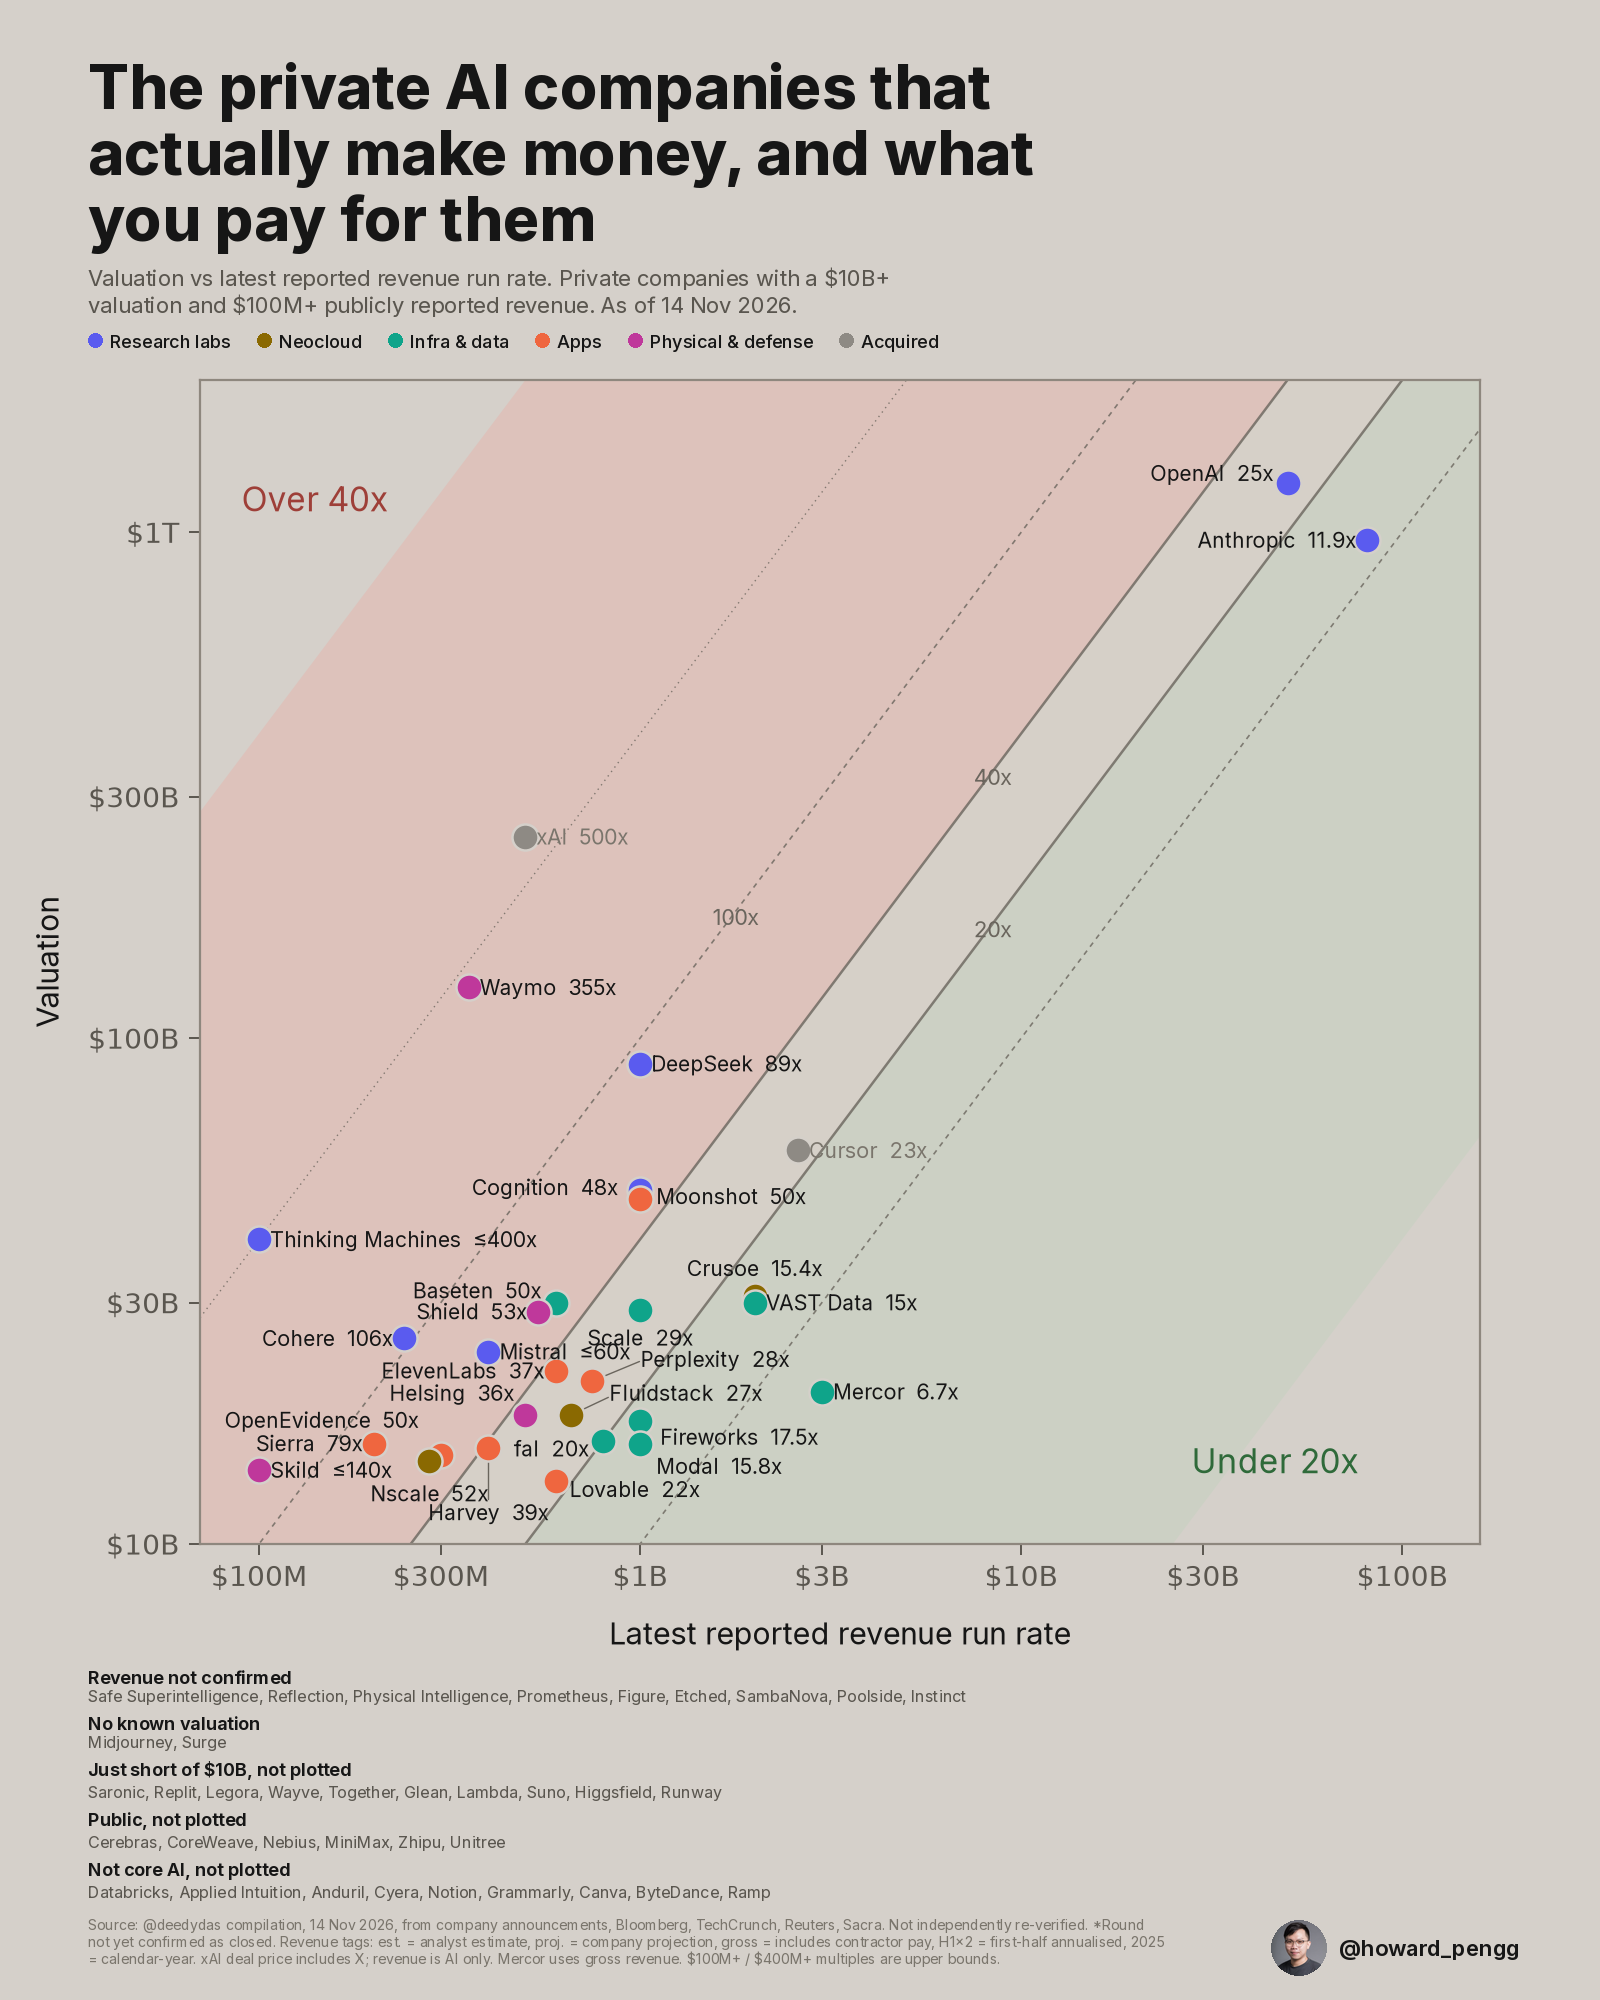 The private AI companies that
actually make money, and what
you pay for them
Valuation vs latest reported revenue run rate. Private companies with a $10B+
valuation and $100M+ publicly reported revenue. As of 14 Nov 2026.
Research labs
Neocloud
Infra & data
Apps
Physical & defense
Acquired
Over 40x
OpenAI 25x
$1T
Anthropic 11.9x
40x
$300B
xAI 500x
100x
20x
Valuation
Waymo 355x
$100B
DeepSeek 89x
Cursor 23x
Cognition 48x
Moonshot 50x
Thinking Machines ≤400x
Crusoe 15.4x
Baseten 50x
$30B
VAST Data 15x
Shield 53x
Cohere 106x
Scale 29x
Mistral ≤60x
Perplexity 28x
ElevenLabs 37x
Helsing 36x
Fluidstack 27x
Mercor 6.7x
OpenEvidence 50x
Sierra 79x
fal 20x
Fireworks 17.5x
Under 20x
Skild ≤140x
Modal 15.8x
Nscale 52x
Lovable 22x
Harvey 39x
$10B
$100M
$300M
$1B
$3B
$10B
$30B
$100B
Latest reported revenue run rate
Revenue not confirmed
Safe Superintelligence, Reflection, Physical Intelligence, Prometheus, Figure, Etched, SambaNova, Poolside, Instinct
No known valuation
Midjourney, Surge
Just short of $10B, not plotted
Saronic, Replit, Legora, Wayve, Together, Glean, Lambda, Suno, Higgsfield, Runway
Public, not plotted
Cerebras, CoreWeave, Nebius, MiniMax, Zhipu, Unitree
Not core AI, not plotted
Databricks, Applied Intuition, Anduril, Cyera, Notion, Grammarly, Canva, ByteDance, Ramp
Source: @deedydas compilation, 14 Nov 2026, from company announcements, Bloomberg, TechCrunch, Reuters, Sacra. Not independently re-verified. *Round
not yet confirmed as closed. Revenue tags: est. = analyst estimate, proj. = company projection, gross = includes contractor pay, H1×2 = first-half annualised, 2025
= calendar-year. xAI deal price includes X; revenue is AI only. Mercor uses gross revenue. $100M+ / $400M+ multiples are upper bounds.
@howard_pengg